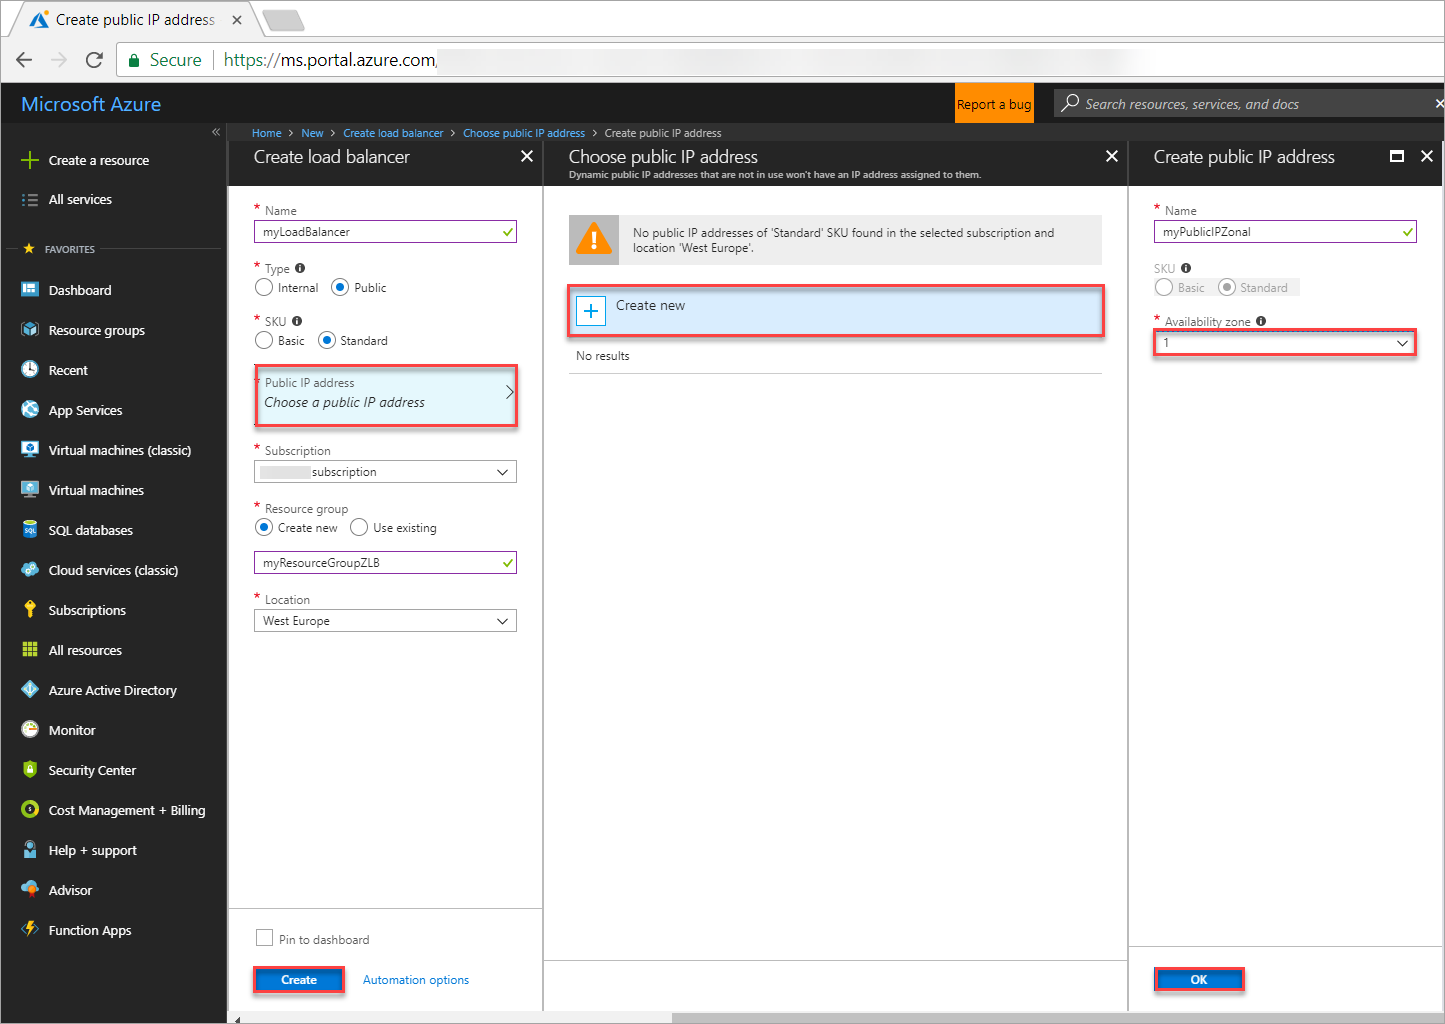 Create public IP address
Secure
https://ms.portal.azure.com/
Microsoft Azure
Report a bug
Search resources, services, and docs
Home > New > Create load balancer > Choose public IP address > Create public IP address
Create a resource
All services
FAVORITES
Dashboard
Resource groups
Recent
App Services
Virtual machines (classic)
Virtual machines
SQL databases
Cloud services (classic)
Subscriptions
All resources
Azure Active Directory
Monitor
Security Center
Cost Management + Billing
Help + support
Advisor
Function Apps
Create load balancer
* Name
myLoadBalancer
* Type
Internal Public
* SKU
Basic Standard
* Public IP address
Choose a public IP address
* Subscription
subscription
* Resource group
Create new Use existing
myResourceGroupZLB
* Location
West Europe
Pin to dashboard
Create Automation options
Choose public IP address
Dynamic public IP addresses that are not in use won't have an IP address assigned to them.
No public IP addresses of 'Standard' SKU found in the selected subscription and
location 'West Europe'.
Create new
No results
Create public IP address
* Name
myPublicIPZonal
SKU
Basic Standard
* Availability zone
1
OK